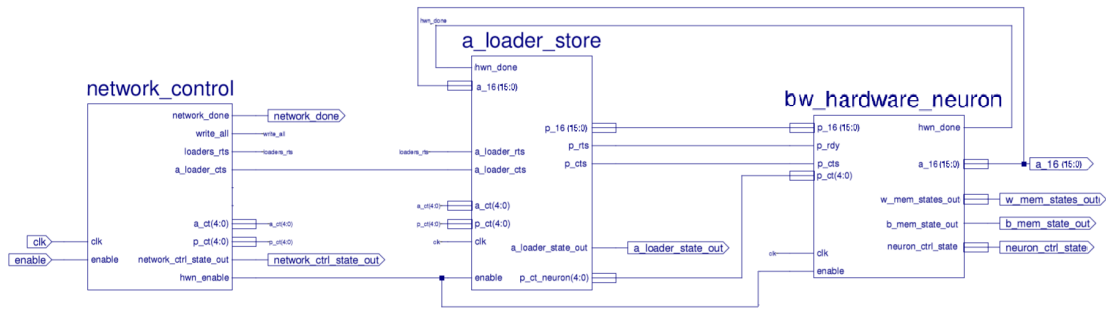 hwn_done
a_loader_store
hwn_done
a_16 (15:0)
network_control
bw_hardware_neuron
network_done
network_done
write_all
write_all
loaders_rts
loaders_rts
loaders_rts
a_loader_rts
a_loader_cts
a_loader_cts
p_16 (15:0)
p_16 (15:0)
hwn_done
p_rts
p_rdy
p_cts
p_cts
a_16 (15:0)
a_16 (15:0)
p_ct(4:0)
a_ct(4:0)
a_ct(4:0)
a_ct(4:0)
a_ct(4:0)
w_mem_states_out
w_mem_states_out(
p_ct(4:0)
p_ct(4:0)
p_ct(4:0)
p_ct(4:0)
b_mem_state_out
b_mem_state_out
clk
clk
clk
clk
a_loader_state_out
a_loader_state_out
neuron_ctrl_state
neuron_ctrl_state
clk
clk
enable
enable
network_ctrl_state_out
network_ctrl_state_out
hwn_enable
enable
p_ct_neuron(4:0)
enable